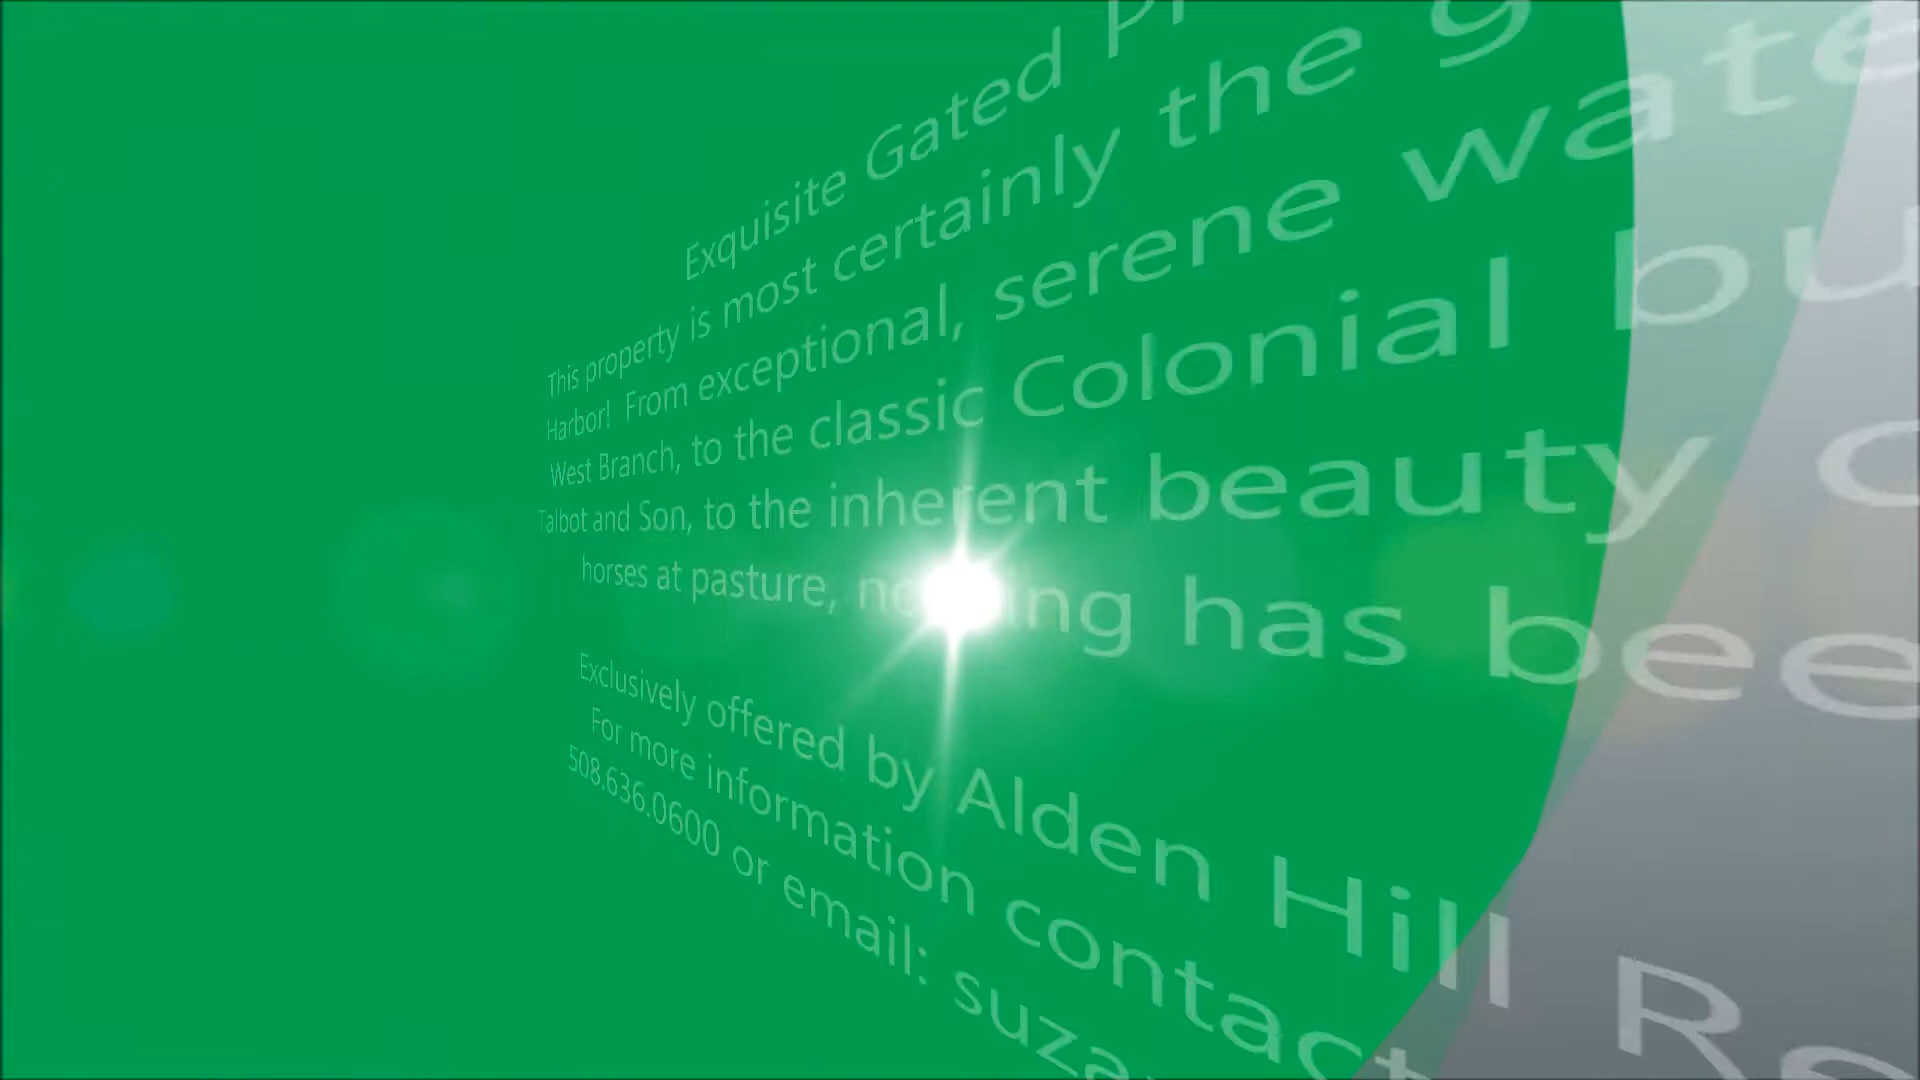 Exquisite Gated Pr
This property is most certainly the g
Harbor! From exceptional, serene wate
West Branch, to the classic Colonial bu
Talbot and Son, to the inherent beauty o
horses at pasture, has bee
Exclusively offered by Alden Hill Re
For more information contact
508.636.0600 or email: suza